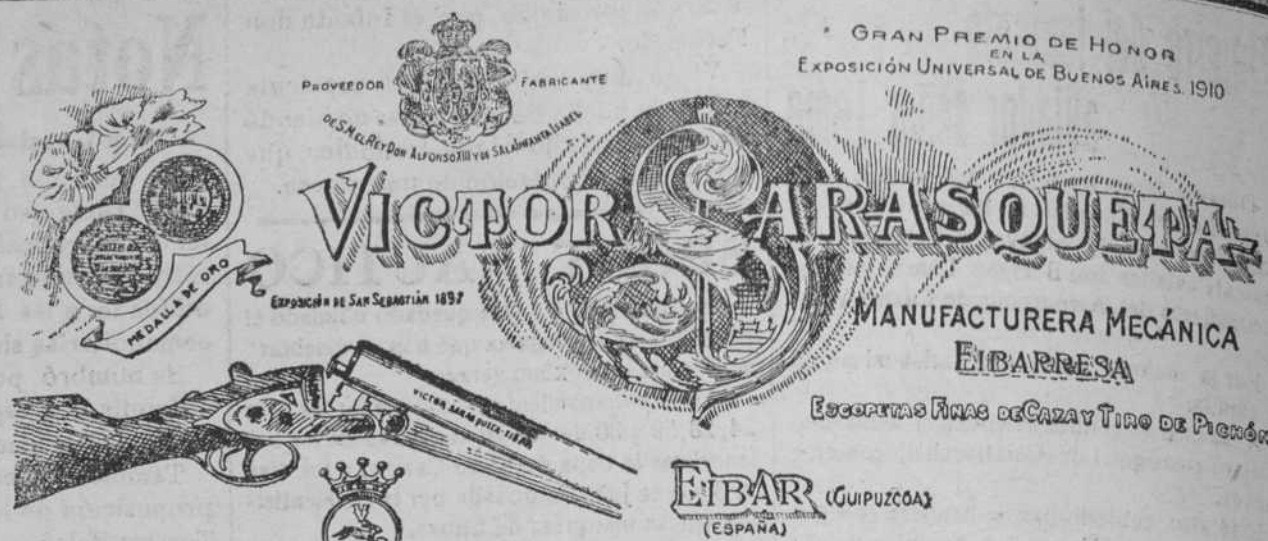 PROVEEDOR FABRICANTE
DE S.M. EL REY DON ALFONSO XIII Y DE S.A. LA INFANTA ISABEL
GRAN PREMIO DE HONOR
EN LA
EXPOSICIÓN UNIVERSAL DE BUENOS AIRES. 1910
VICTOR SARASQUETA
MEDALLA DE ORO
EXPOSICIÓN DE SAN SEBASTIÁN 1897
MANUFACTURERA MECÁNICA
EIBARRESA
ESCOPETAS FINAS DE CAZA Y TIRO DE PICHÓN
VICTOR SARASQUETA-EIBAR
EIBAR (GUIPUZCOA)
(ESPAÑA)
V